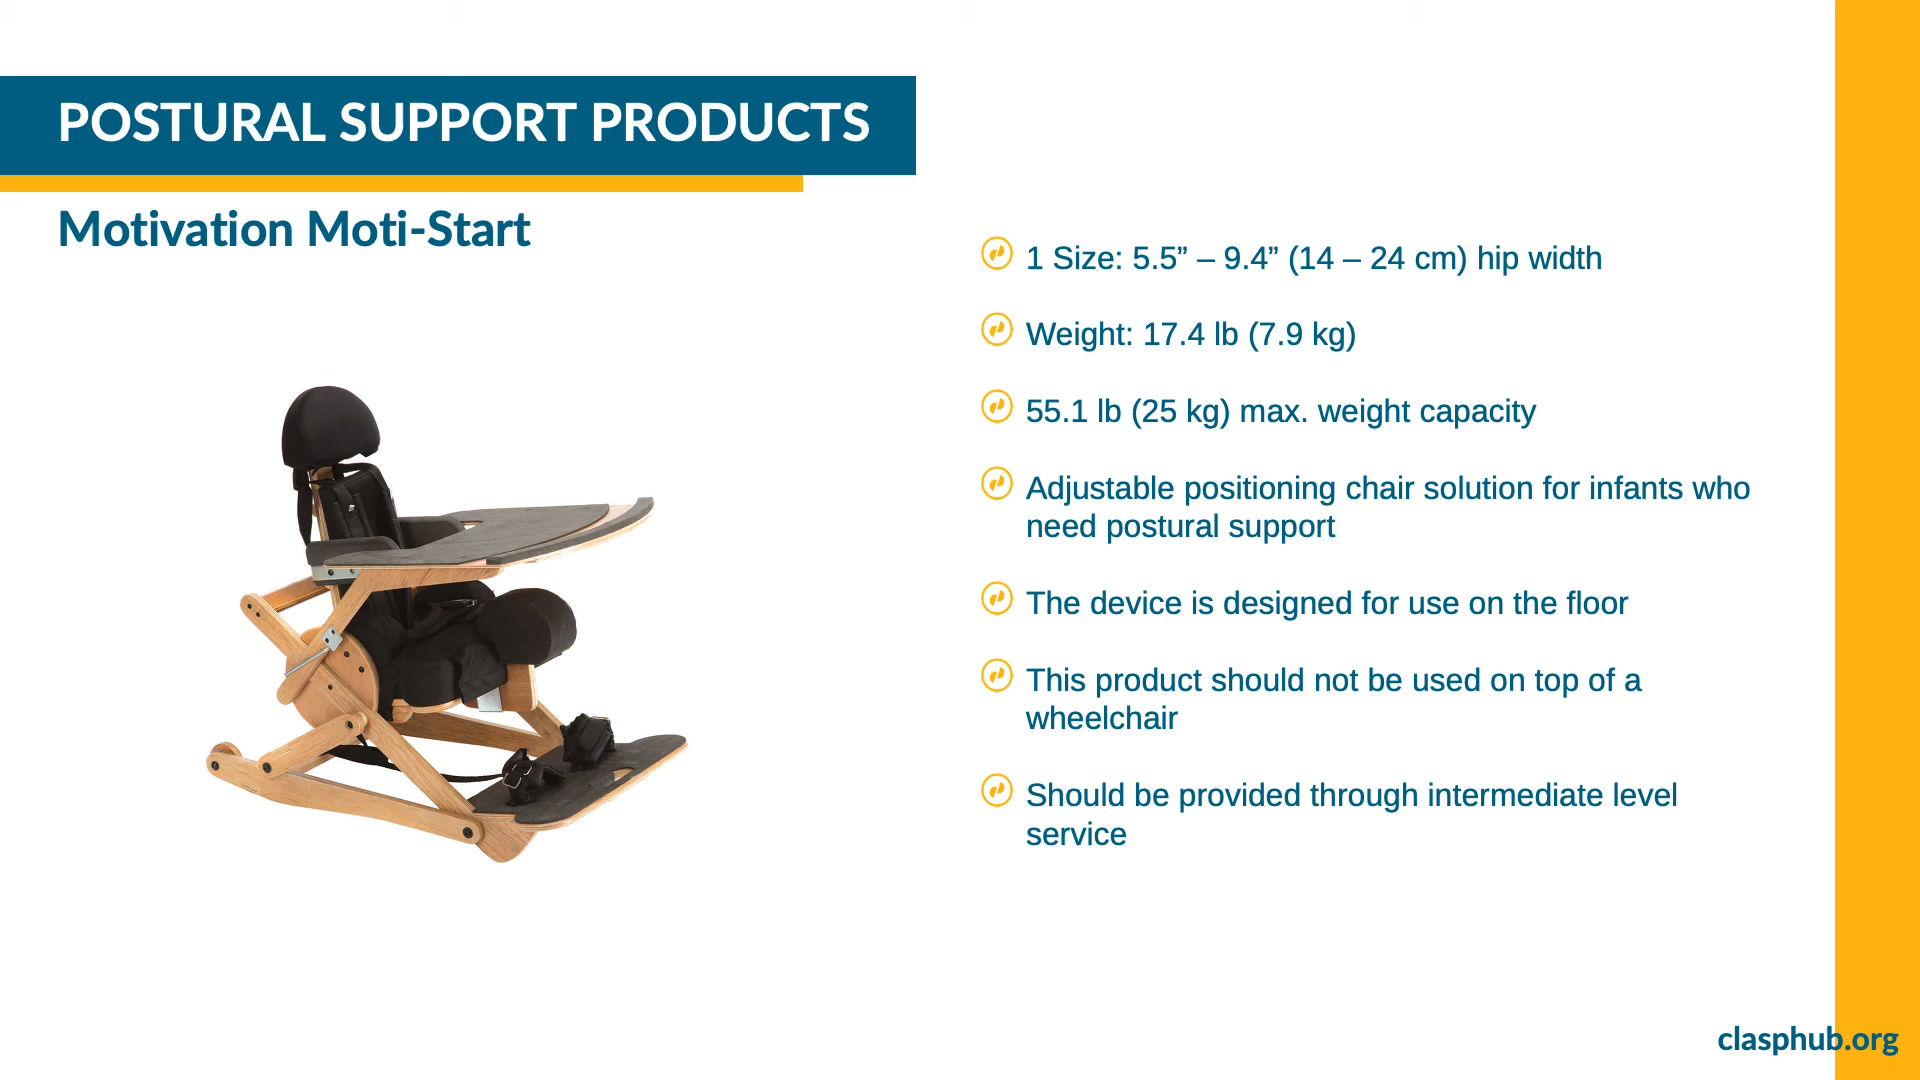 POSTURAL SUPPORT PRODUCTS
Motivation Moti-Start
1 Size: 5.5” – 9.4” (14 – 24 cm) hip width
Weight: 17.4 lb (7.9 kg)
55.1 lb (25 kg) max. weight capacity
Adjustable positioning chair solution for infants who
need postural support
The device is designed for use on the floor
This product should not be used on top of a
wheelchair
Should be provided through intermediate level
service
clasphub.org